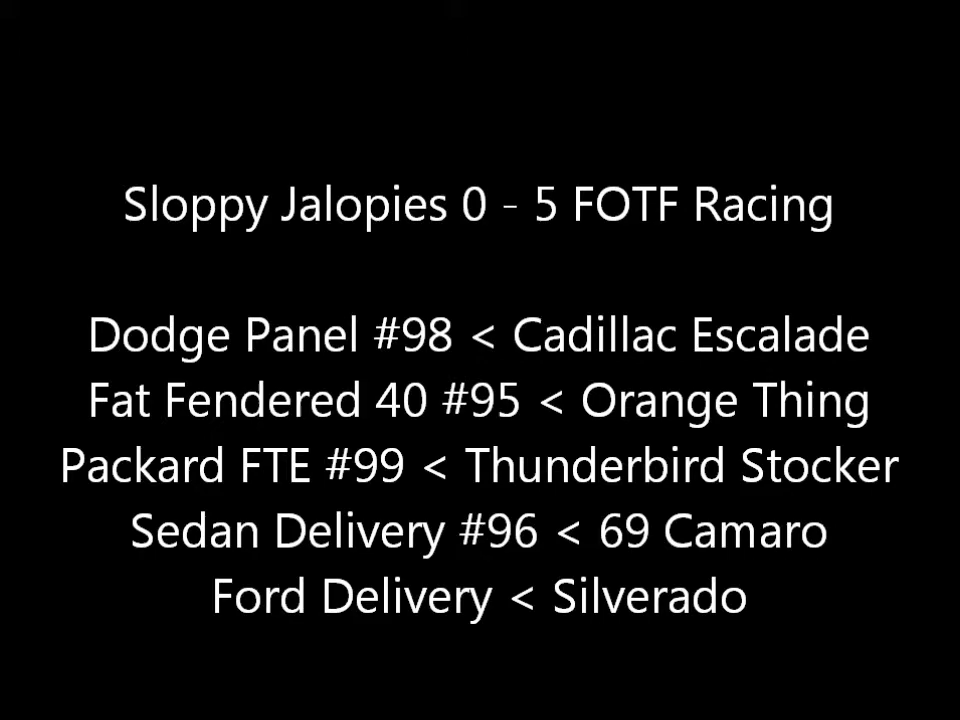 Sloppy Jalopies 0 - 5 FOTF Racing
Dodge Panel #98 < Cadillac Escalade
Fat Fendered 40 #95 < Orange Thing
Packard FTE #99 < Thunderbird Stocker
Sedan Delivery #96 < 69 Camaro
Ford Delivery < Silverado